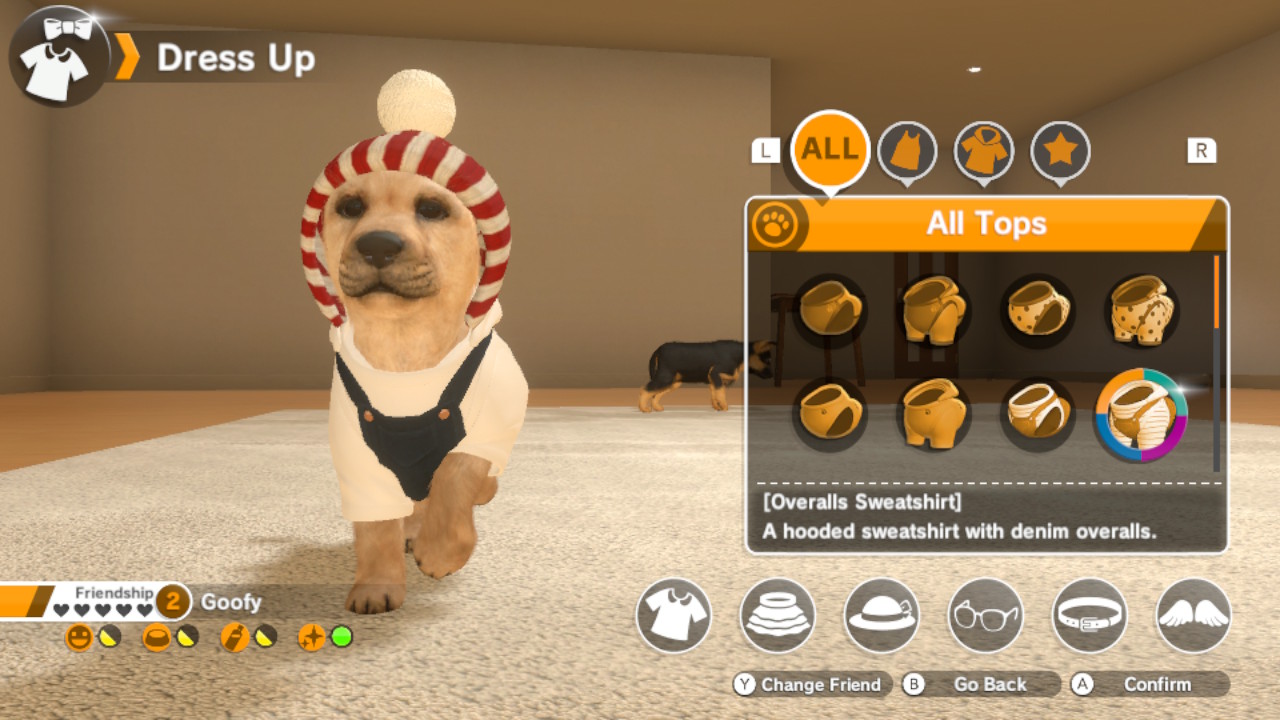 Dress Up
L
ALL
R
All Tops
[Overalls Sweatshirt]
A hooded sweatshirt with denim overalls.
Friendship
2
Goofy
Y Change Friend
B Go Back
A Confirm